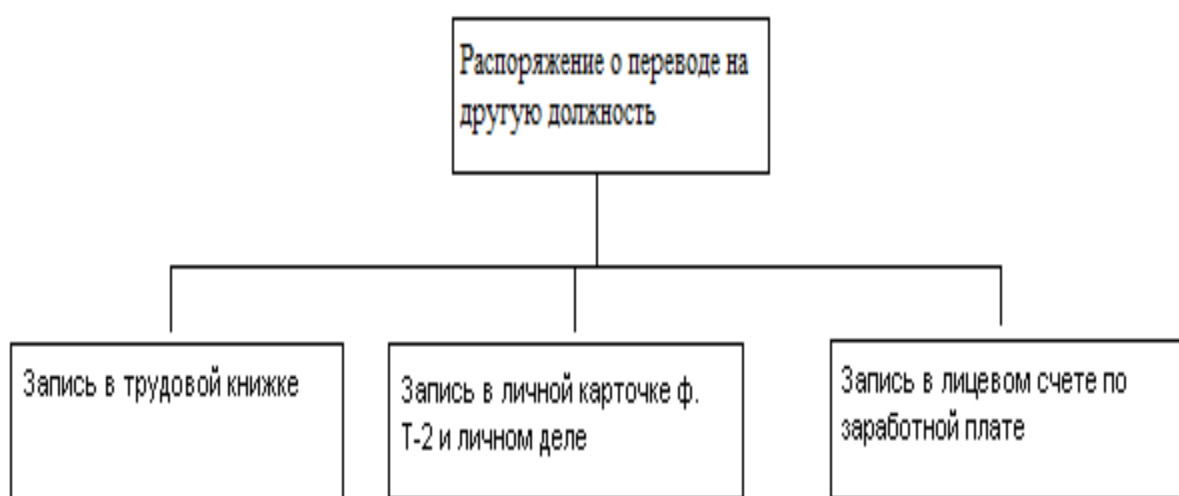 Распоряжение о переводе на
другую должность
Запись в трудовой книжке
Запись в личной карточке ф.
Т-2 и личном деле
Запись в лицевом счете по
заработной плате